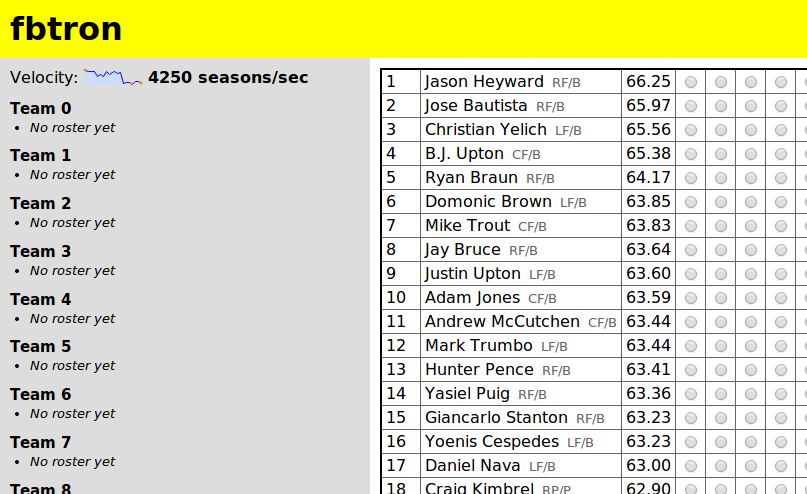 fbtron
Velocity: 4250 seasons/sec
Team 0
• No roster yet
Team 1
• No roster yet
Team 2
• No roster yet
Team 3
• No roster yet
Team 4
• No roster yet
Team 5
• No roster yet
Team 6
• No roster yet
Team 7
• No roster yet
Team 8
1 Jason Heyward RF/B 66.25
2 Jose Bautista RF/B 65.97
3 Christian Yelich LF/B 65.56
4 B.J. Upton CF/B 65.38
5 Ryan Braun RF/B 64.17
6 Domonic Brown LF/B 63.85
7 Mike Trout CF/B 63.83
8 Jay Bruce RF/B 63.64
9 Justin Upton LF/B 63.60
10 Adam Jones CF/B 63.59
11 Andrew McCutchen CF/B 63.44
12 Mark Trumbo LF/B 63.44
13 Hunter Pence RF/B 63.41
14 Yasiel Puig RF/B 63.36
15 Giancarlo Stanton RF/B 63.23
16 Yoenis Cespedes LF/B 63.23
17 Daniel Nava LF/B 63.00
18 Craig Kimbrel RP/P 62.90